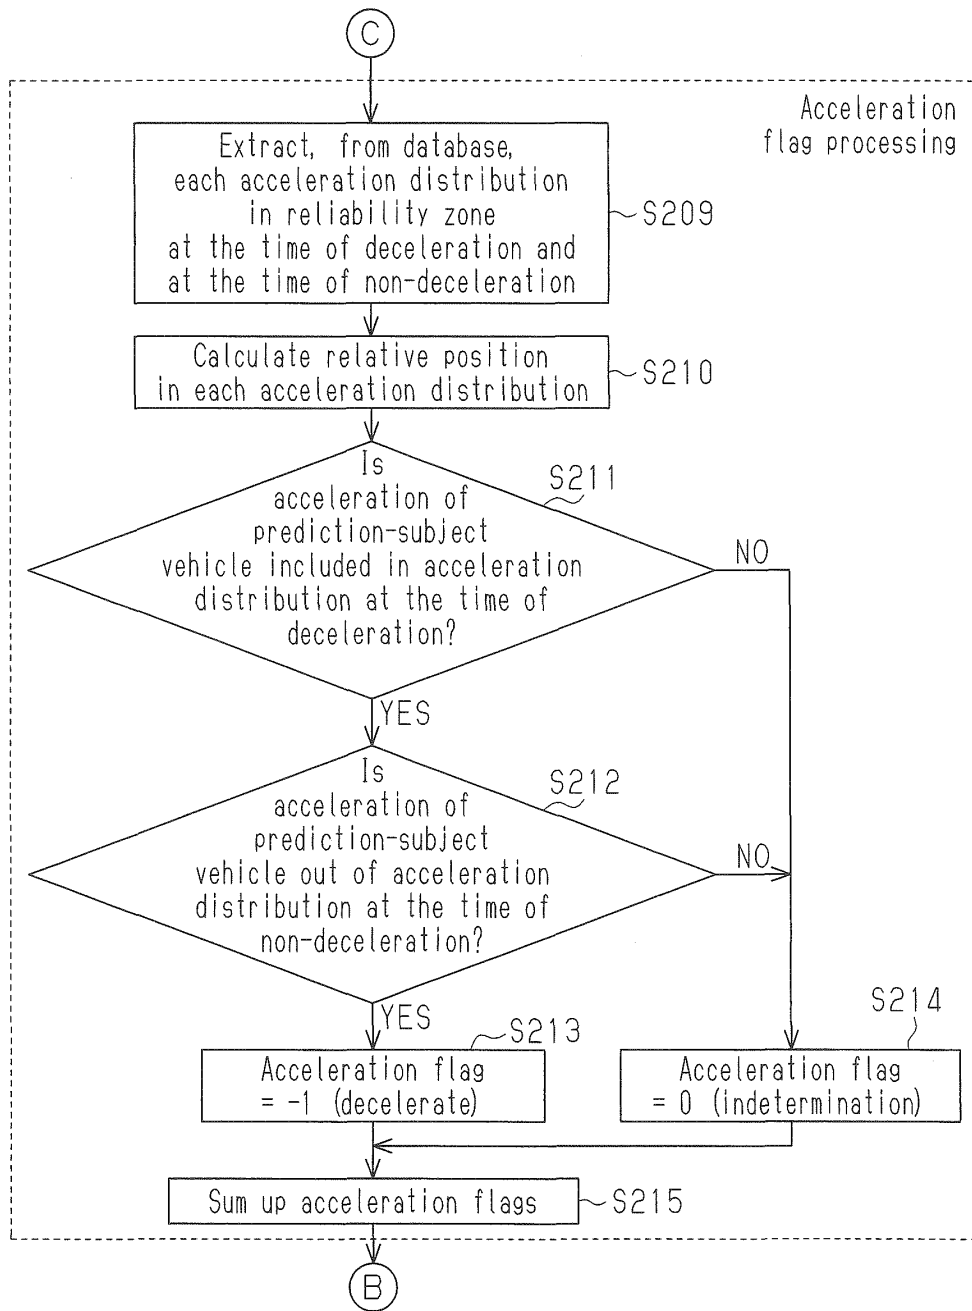 C
Acceleration
flag processing
Extract, from database,
each acceleration distribution
in reliability zone
at the time of deceleration and
at the time of non-deceleration
S209
Calculate relative position
in each acceleration distribution
S210
Is
acceleration of
prediction-subject
vehicle included in acceleration
distribution at the time of
deceleration?
S211
NO
YES
Is
acceleration of
prediction-subject
vehicle out of acceleration
distribution at the time of
non-deceleration?
S212
NO
YES
S213
Acceleration flag
= -1 (decelerate)
S214
Acceleration flag
= 0 (indetermination)
Sum up acceleration flags
S215
B